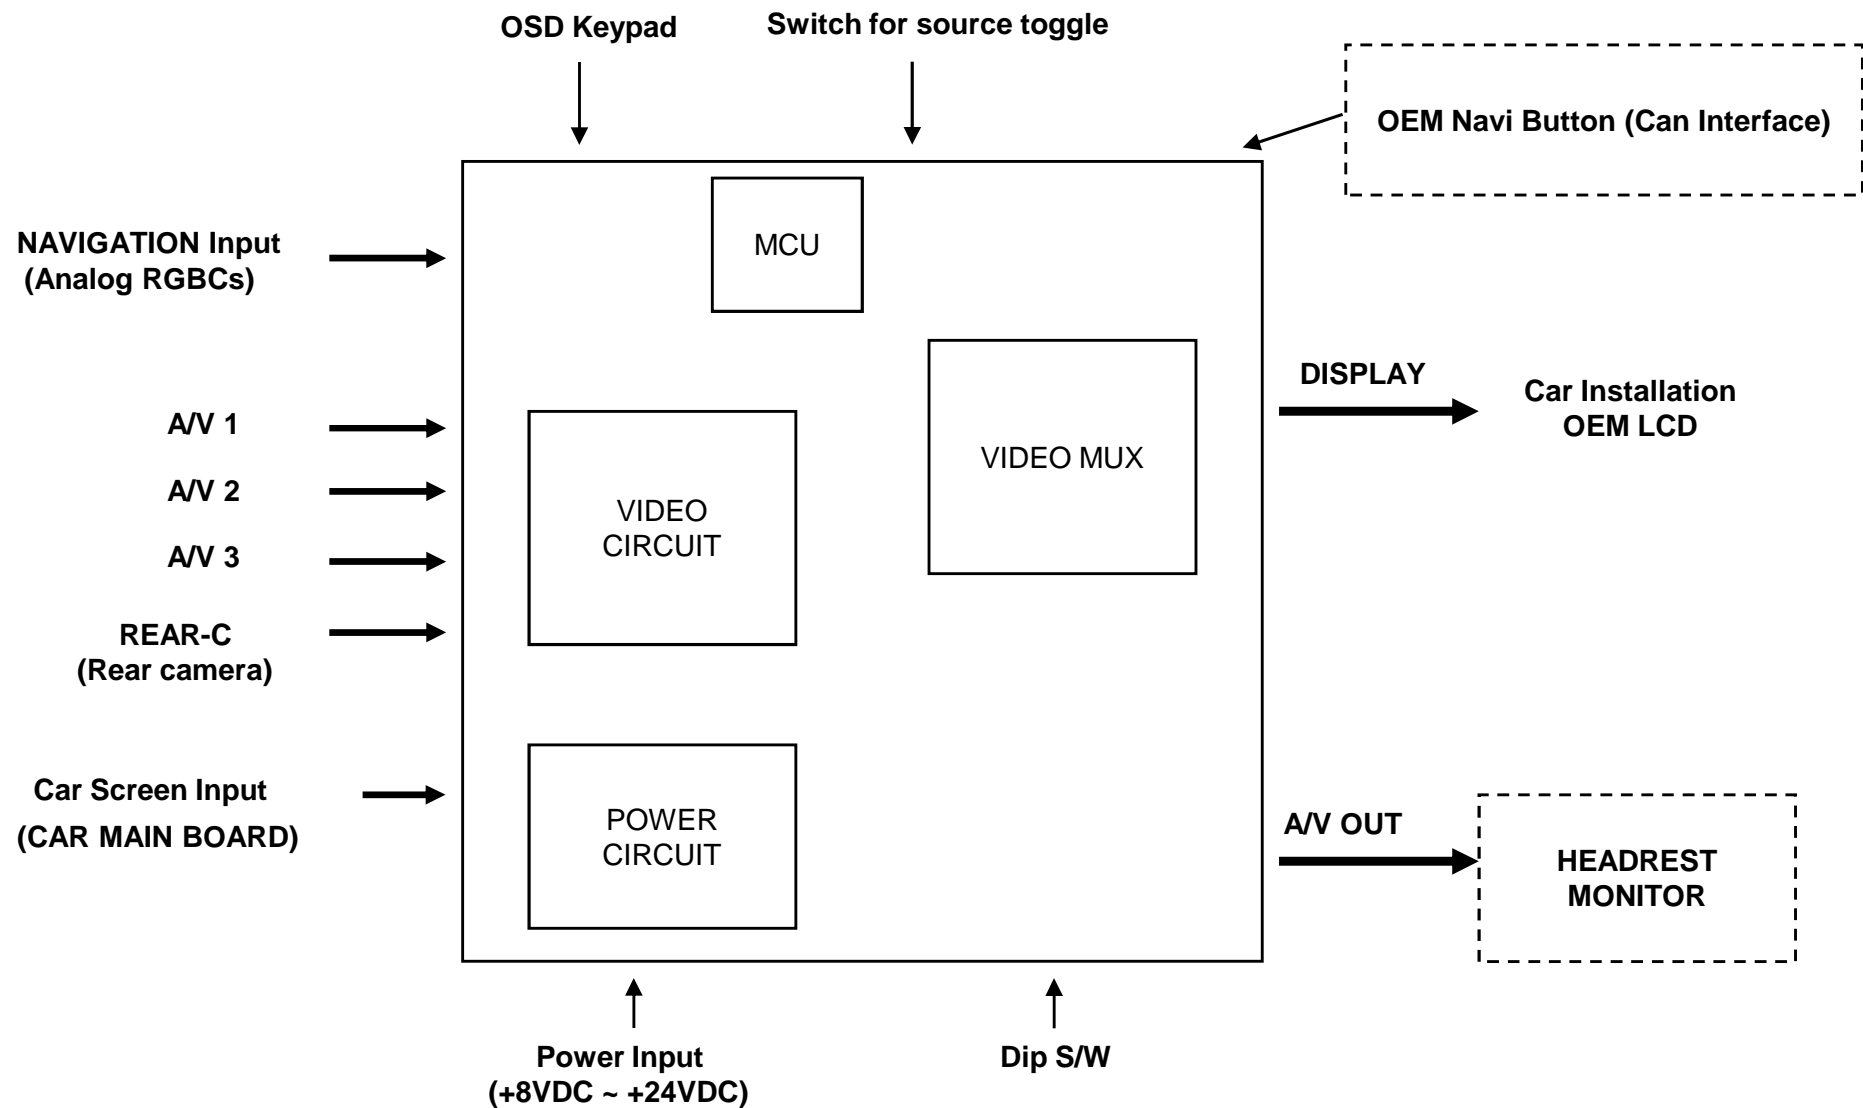 OSD Keypad
Switch for source toggle
OEM Navi Button (Can Interface)
NAVIGATION Input
(Analog RGBCs)
MCU
A/V 1
A/V 2
A/V 3
REAR-C
(Rear camera)
VIDEO
CIRCUIT
VIDEO MUX
DISPLAY
Car Installation
OEM LCD
Car Screen Input
(CAR MAIN BOARD)
POWER
CIRCUIT
A/V OUT
HEADREST
MONITOR
Power Input
(+8VDC ~ +24VDC)
Dip S/W